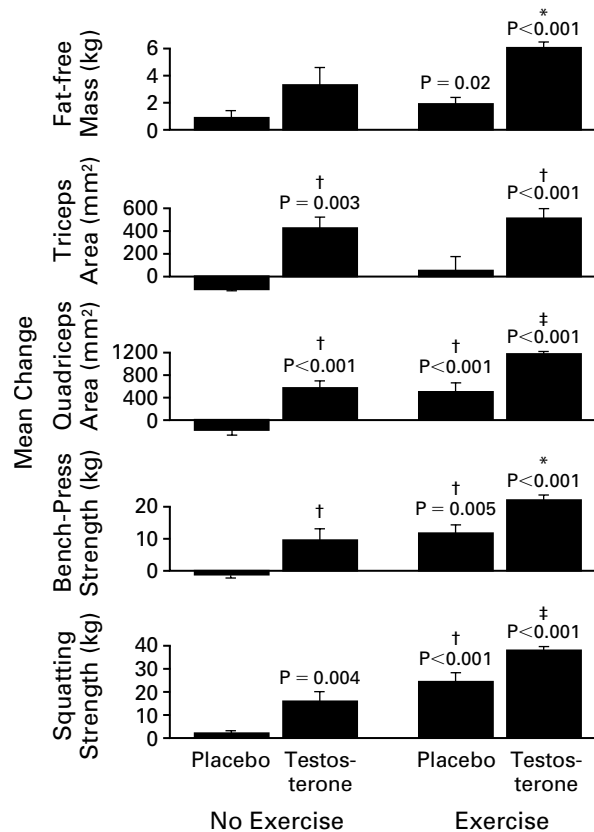 Mean Change
Fat-free
Mass (kg)
6
4
2
0
P = 0.02
*
P<0.001
Triceps
Area (mm²)
600
400
200
0
†
P = 0.003
†
P<0.001
Quadriceps
Area (mm²)
1200
800
400
0
†
P<0.001
†
P<0.001
‡
P<0.001
Bench-Press
Strength (kg)
20
10
0
†
†
P = 0.005
*
P<0.001
Squatting
Strength (kg)
40
30
20
10
0
P = 0.004
†
P<0.001
‡
P<0.001
Placebo
Testos-
terone
Placebo
Testos-
terone
No Exercise
Exercise